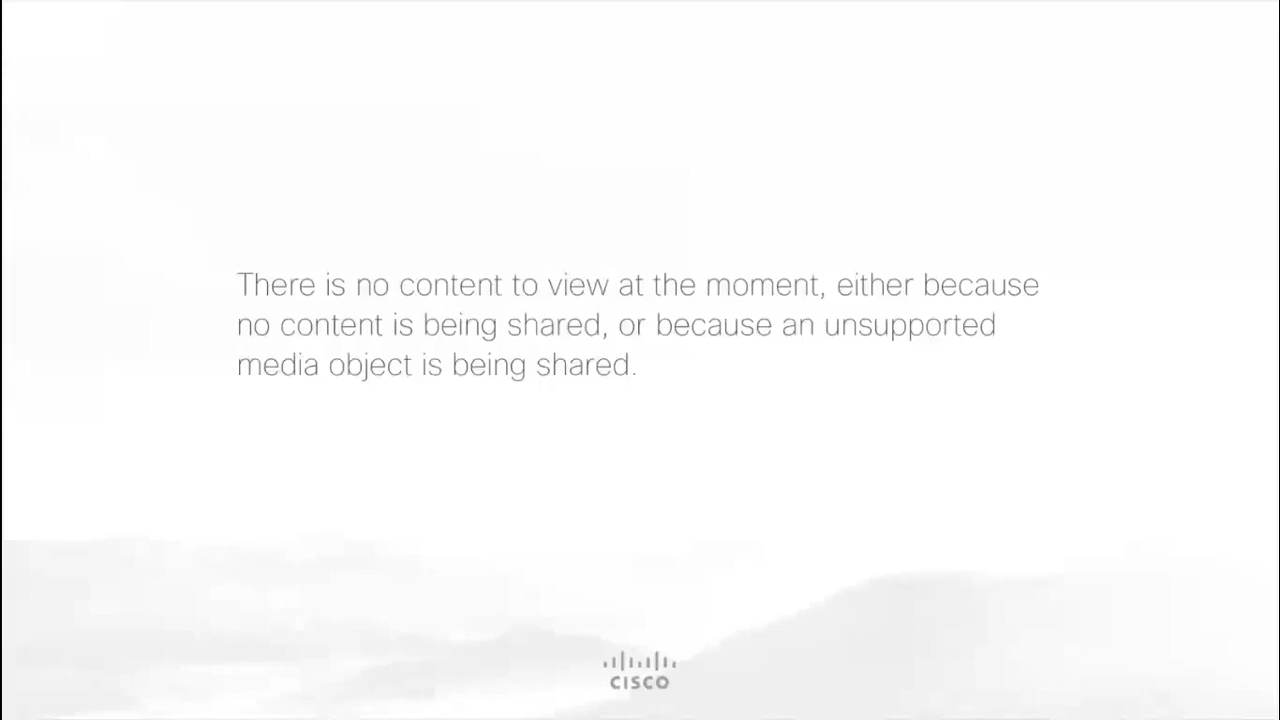 There is no content to view at the moment, either because
no content is being shared, or because an unsupported
media object is being shared.
CISCO